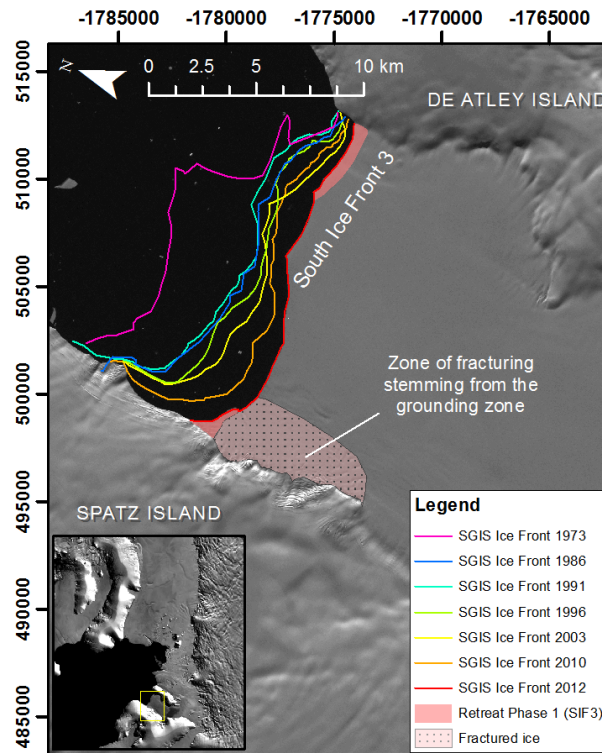 -1785000 -1780000 -1775000 -1770000 -1765000
515000
510000
505000
500000
495000
490000
485000
N
0 2.5 5 10 km
DE ATLEY ISLAND
South Ice Front 3
Zone of fracturing
stemming from the
grounding zone
SPATZ ISLAND
Legend
SGIS Ice Front 1973
SGIS Ice Front 1986
SGIS Ice Front 1991
SGIS Ice Front 1996
SGIS Ice Front 2003
SGIS Ice Front 2010
SGIS Ice Front 2012
Retreat Phase 1 (SIF3)
Fractured ice